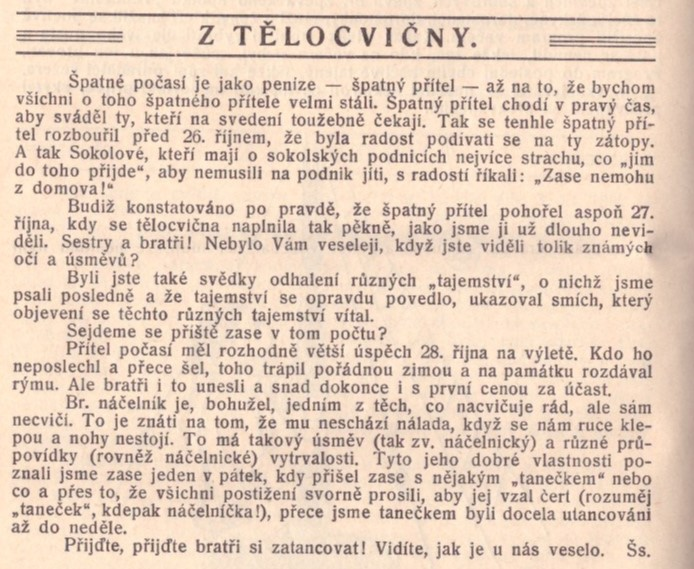 Z TĚLOCVIČNY.
Špatné počasí je jako peníze — špatný přítel — až na to, že bychom
všichni o toho špatného přítele velmi stáli. Špatný přítel chodí v pravý čas,
aby sváděl ty, kteří na svedení toužebně čekají. Tak se tenhle špatný pří-
tel rozbouřil před 26. říjnem, že byla radost podívati se na ty zátopy.
A tak Sokolové, kteří mají o sokolských podnicích nejvíce strachu, co „jim
do toho přijde“, aby nemusili na podnik jíti, s radostí říkali: „Zase nemohu
z domova!“
Budiž konstatováno po pravdě, že špatný přítel pohořel aspoň 27.
října, kdy se tělocvična naplnila tak pěkně, jako jsme ji už dlouho nevi-
děli. Sestry a bratři! Nebylo Vám veseleji, když jste viděli tolik známých
očí a úsměvů?
Byli jste také svědky odhalení různých „tajemství“, o nichž jsme
psali posledně a že tajemství se opravdu povedlo, ukazoval smích, který
objevení se těchto různých tajemství vítal.
Sejdeme se příště zase v tom počtu?
Přítel počasí měl rozhodně větší úspěch 28. října na výletě. Kdo ho
neposlechl a přece šel, toho trápil pořádnou zimou a na památku rozdával
rýmu. Ale bratři i to unesli a snad dokonce i s první cenou za účast.
Br. náčelník je, bohužel, jedním z těch, co nacvičuje rád, ale sám
necvičí. To je znáti na tom, že mu neschází nálada, když se nám ruce kle-
pou a nohy nestojí. To má takový úsměv (tak zv. náčelnický) a různé prů-
povídky (rovněž náčelnické) vytrvalosti. Tyto jeho dobré vlastnosti po-
znali jsme zase jeden v pátek, kdy přišel zase s nějakým „tanečkem“ nebo
co a přes to, že všichni postižení svorně prosili, aby jej vzal čert (rozuměj
„taneček“, kdepak náčelníčka!), přece jsme tanečkem byli docela utancováni
až do neděle.
Přijďte, přijďte bratři si zatancovat! Vidíte, jak je u nás veselo. Šs.